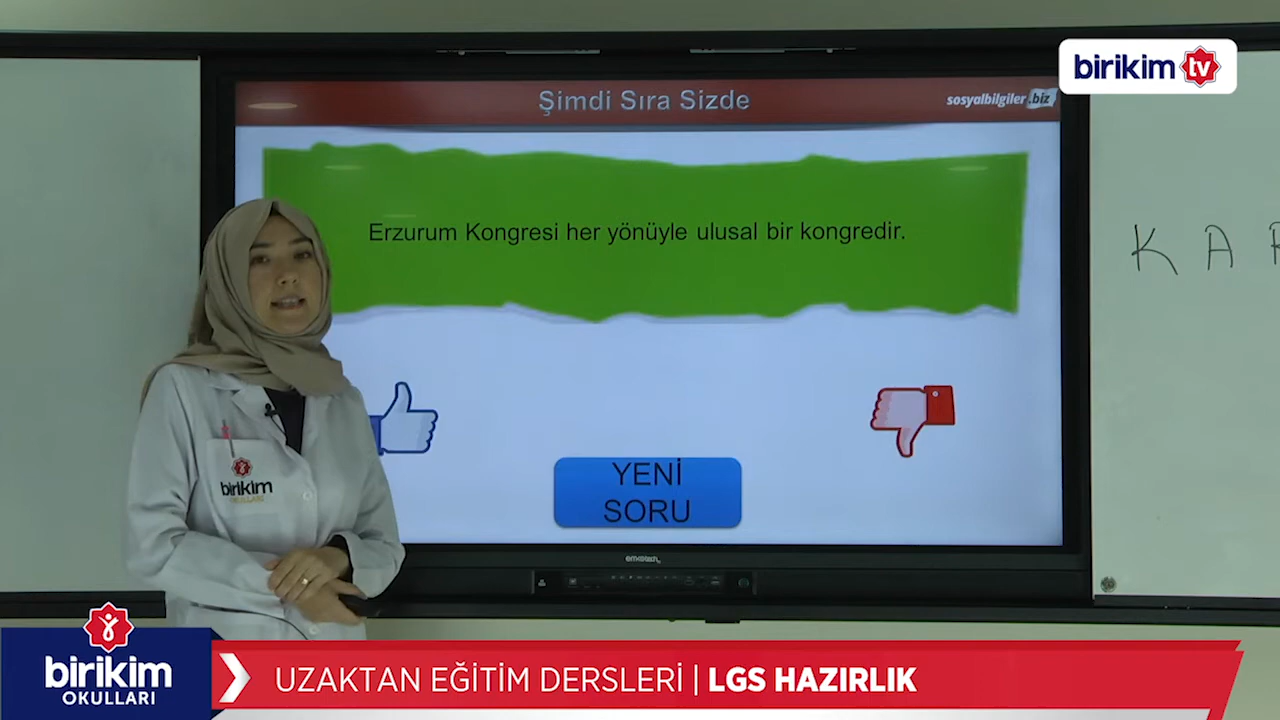 birikim tv
Şimdi Sıra Sizde
sosyalbilgiler.biz
Erzurum Kongresi her yönüyle ulusal bir kongredir.
K A
YENİ
SORU
birikim
OKULLARI
birikim
OKULLARI
UZAKTAN EĞİTİM DERSLERİ | LGS HAZIRLIK